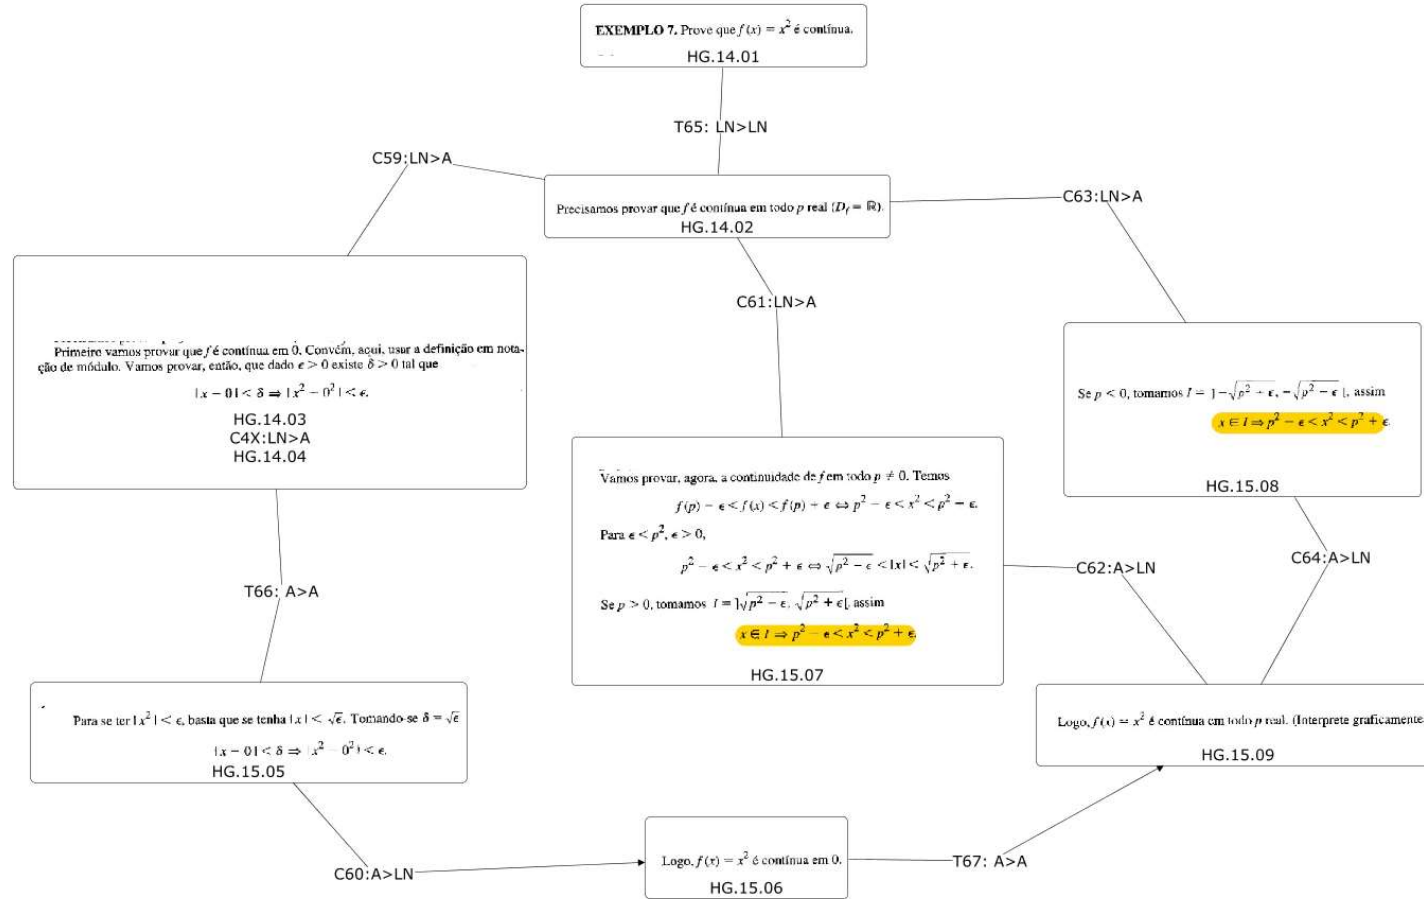 EXEMPLO 7. Prove que f(x) = x² é contínua.
HG.14.01
T65: LN>LN
C59:LN>A
C63:LN>A
Precisamos provar que f é contínua em todo p real (D_f = ℝ).
HG.14.02
C61:LN>A
Primeiro vamos provar que f é contínua em 0. Convém, aqui, usar a definição em nota-
ção de módulo. Vamos provar, então, que dado ϵ > 0 existe δ > 0 tal que
|x − 0| < δ ⇒ |x² − 0²| < ϵ.
HG.14.03
C4X:LN>A
HG.14.04
Se p < 0, tomamos I = ]−√(p² + ϵ), −√(p² − ϵ)[, assim
x ∈ I ⇒ p² − ϵ < x² < p² + ϵ.
HG.15.08
Vamos provar, agora, a continuidade de f em todo p ≠ 0. Temos
f(p) − ϵ < f(x) < f(p) + ϵ ⇔ p² − ϵ < x² < p² + ϵ.
Para ϵ < p², ϵ > 0,
p² − ϵ < x² < p² + ϵ ⇔ √(p² − ϵ) < |x| < √(p² + ϵ).
Se p > 0, tomamos I = ]√(p² − ϵ), √(p² + ϵ)[, assim
x ∈ I ⇒ p² − ϵ < x² < p² + ϵ.
HG.15.07
C62:A>LN
C64:A>LN
T66: A>A
Para se ter |x²| < ϵ, basta que se tenha |x| < √ϵ. Tomando-se δ = √ϵ
|x − 0| < δ ⇒ |x² − 0²| < ϵ.
HG.15.05
Logo, f(x) = x² é contínua em todo p real. (Interprete graficamente
HG.15.09
C60:A>LN
Logo, f(x) = x² é contínua em 0.
HG.15.06
T67: A>A